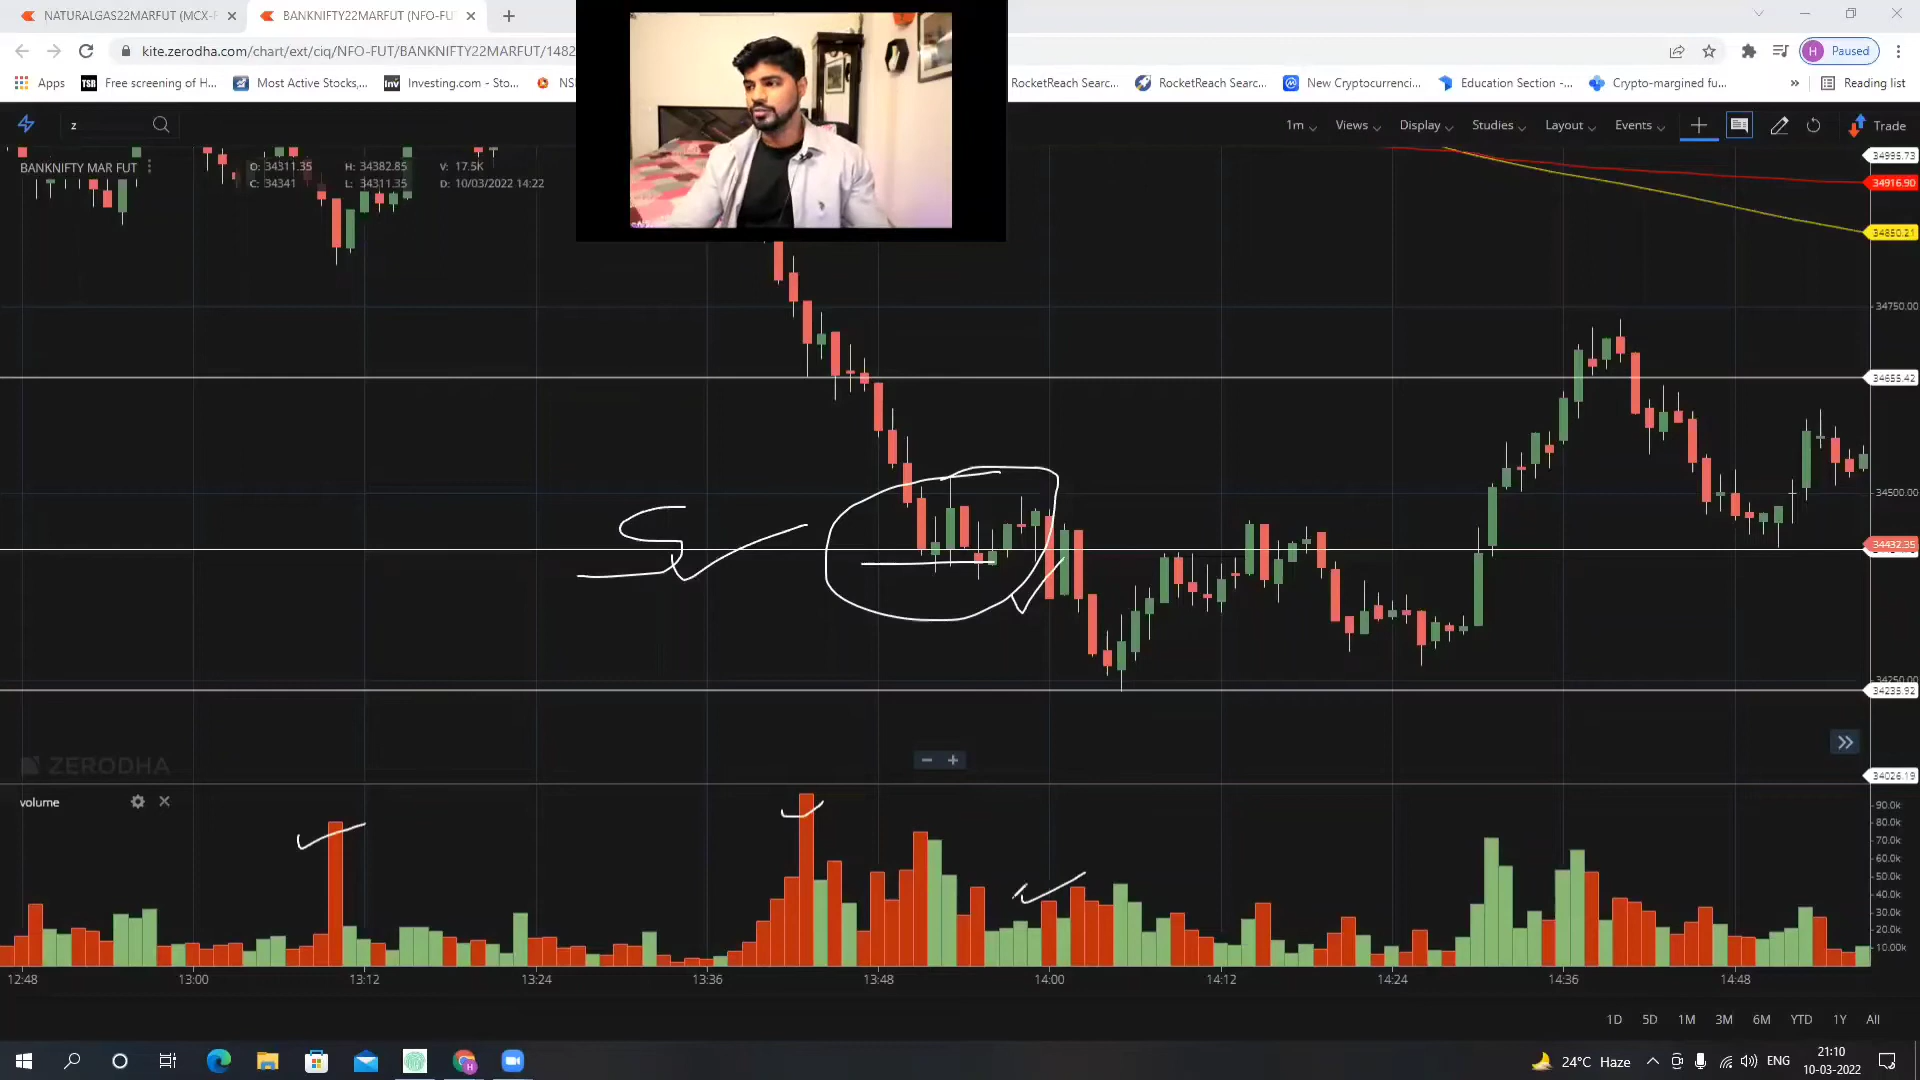 NATURALGAS22MARFUT (MCX-F
BANKNIFTY22MARFUT (NFO-FUT
kite.zerodha.com/chart/ext/ciq/NFO-FUT/BANKNIFTY22MARFUT/1482
H Paused
Apps
TSR Free screening of H...
Most Active Stocks,...
Inv Investing.com - Sto...
NS
RocketReach Searc...
RocketReach Searc...
New Cryptocurrenci...
Education Section -...
Crypto-margined fu...
»
Reading list
z
1m
Views
Display
Studies
Layout
Events
Trade
BANKNIFTY MAR FUT
O: 34311.35 H: 34382.85 V: 17.5K
C: 34341 L: 34311.35 D: 10/03/2022 14:22
34995.73
34916.90
34850.21
34750.00
34655.42
34500.00
S
34432.35
34250.00
34235.92
ZERODHA
34026.19
volume
90.0k
80.0k
70.0k
60.0k
50.0k
40.0k
30.0k
20.0k
10.00k
12:48 13:00 13:12 13:24 13:36 13:48 14:00 14:12 14:24 14:36 14:48
1D 5D 1M 3M 6M YTD 1Y All
24°C Haze
ENG
21:10
10-03-2022